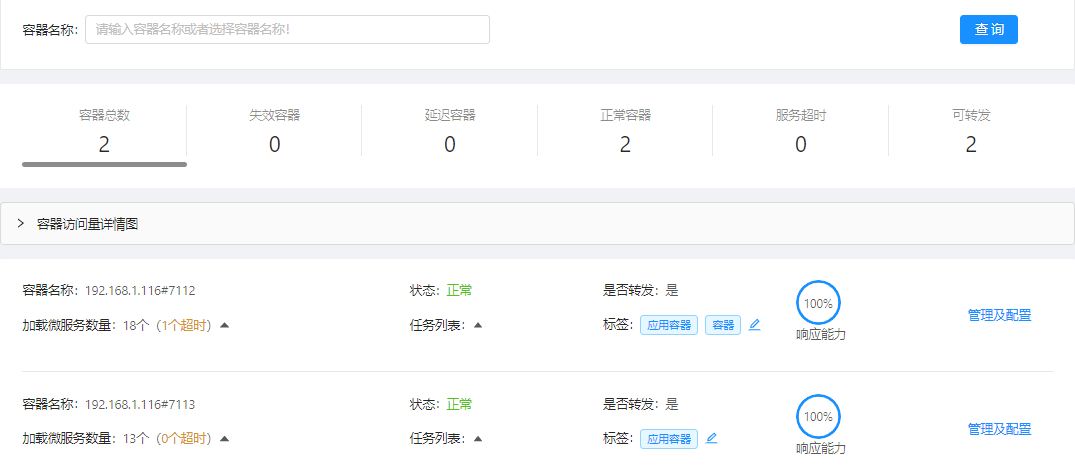 容器名称： 请输入容器名称或者选择容器名称！ 查 询
容器总数 失效容器 延迟容器 正常容器 服务超时 可转发
2 0 0 2 0 2
容器访问量详情图
容器名称：192.168.1.116#7112 状态：正常 是否转发：是 100%
加载微服务数量：18个（1个超时） 任务列表： 标签： 应用容器 容器 响应能力 管理及配置
容器名称：192.168.1.116#7113 状态：正常 是否转发：是 100%
加载微服务数量：13个（0个超时） 任务列表： 标签： 应用容器 响应能力 管理及配置